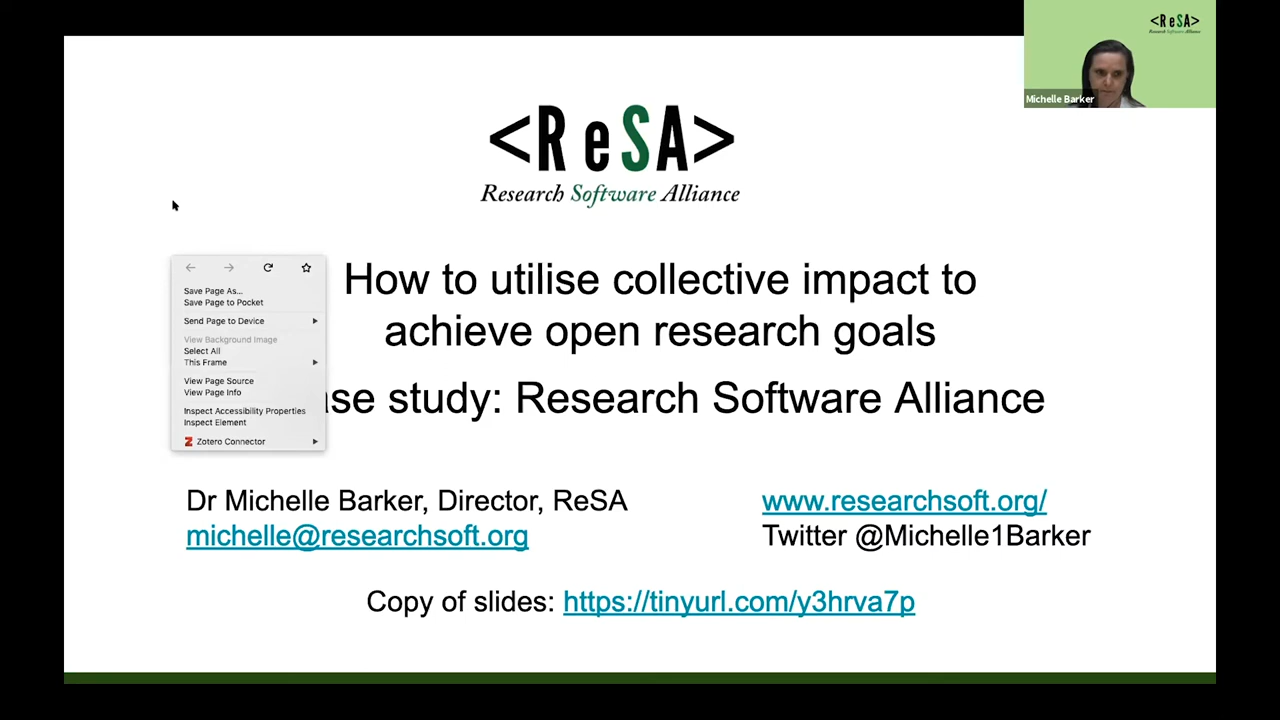 <ReSA>
Research Software Alliance
Michelle Barker
<ReSA>
Research Software Alliance
How to utilise collective impact to
achieve open research goals
ase study: Research Software Alliance
Save Page As...
Save Page to Pocket
Send Page to Device
View Background Image
Select All
This Frame
View Page Source
View Page Info
Inspect Accessibility Properties
Inspect Element
Zotero Connector
Dr Michelle Barker, Director, ReSA
michelle@researchsoft.org
www.researchsoft.org/
Twitter @Michelle1Barker
Copy of slides: https://tinyurl.com/y3hrva7p